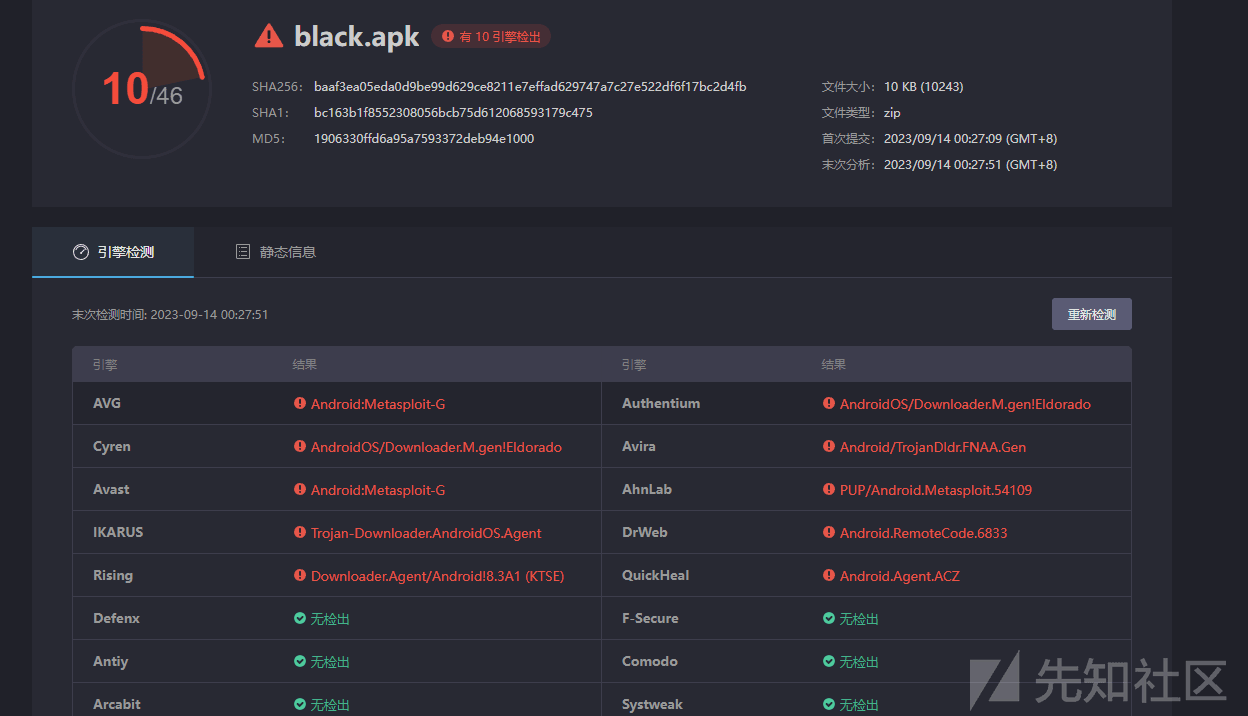 black.apk 有 10 引擎检出
10/46
SHA256: baaf3ea05eda0d9be99d629ce8211e7effad629747a7c27e522df6f17bc2d4fb 文件大小: 10 KB (10243)
SHA1: bc163b1f8552308056bcb75d612068593179c475 文件类型: zip
MD5: 1906330ffd6a95a7593372deb94e1000 首次提交: 2023/09/14 00:27:09 (GMT+8)
末次分析: 2023/09/14 00:27:51 (GMT+8)
引擎检测 静态信息
末次检测时间: 2023-09-14 00:27:51 重新检测
引擎 结果 引擎 结果
AVG Android:Metasploit-G Authentium AndroidOS/Downloader.M.gen!Eldorado
Cyren AndroidOS/Downloader.M.gen!Eldorado Avira Android/TrojanDldr.FNAA.Gen
Avast Android:Metasploit-G AhnLab PUP/Android.Metasploit.54109
IKARUS Trojan-Downloader.AndroidOS.Agent DrWeb Android.RemoteCode.6833
Rising Downloader.Agent/Android!8.3A1 (KTSE) QuickHeal Android.Agent.ACZ
Defenx 无检出 F-Secure 无检出
Antiy 无检出 Comodo 无检出
Arcabit 无检出 Systweak 无检出
先知社区